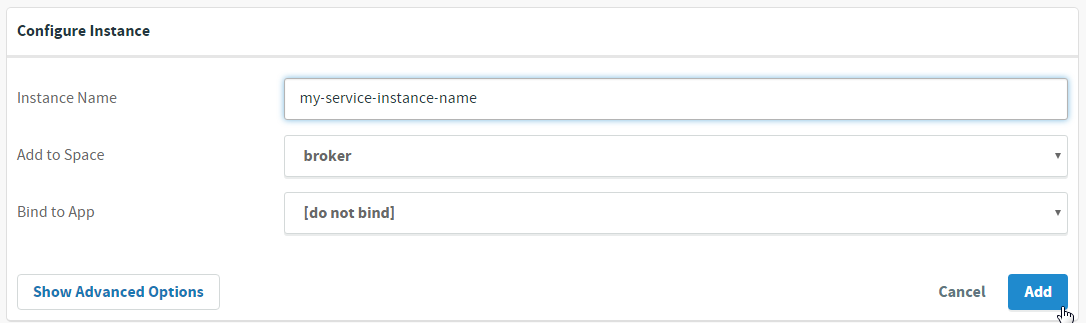 Configure Instance
Instance Name
my-service-instance-name
Add to Space
broker
Bind to App
[do not bind]
Show Advanced Options
Cancel
Add